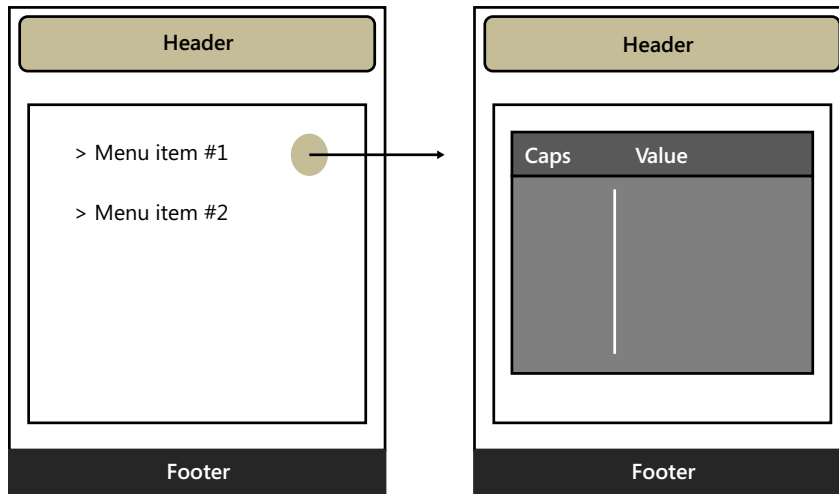 Header
> Menu item #1
> Menu item #2
Footer
Header
Caps Value
Footer